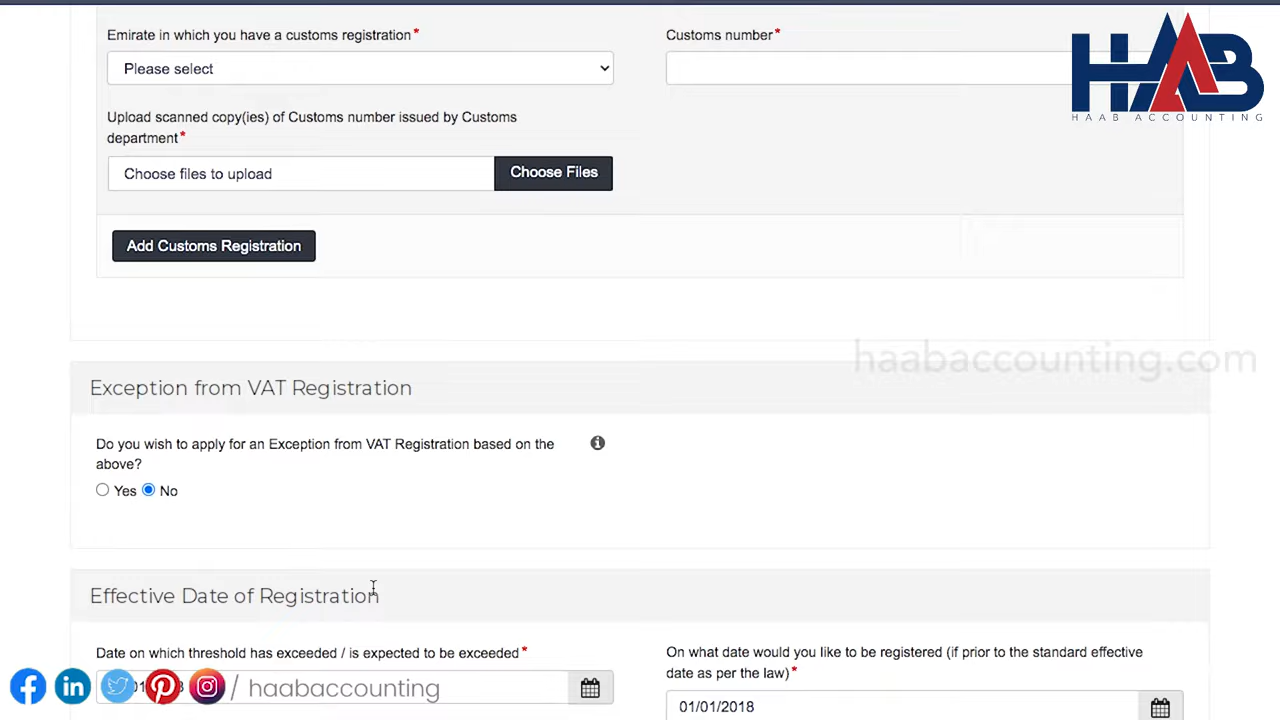 Emirate in which you have a customs registration*
Customs number*
Please select
Upload scanned copy(ies) of Customs number issued by Customs
department*
Choose files to upload
Choose Files
Add Customs Registration
HAAB
HAAB ACCOUNTING
haabaccounting.com
Exception from VAT Registration
Do you wish to apply for an Exception from VAT Registration based on the
above?
Yes No
Effective Date of Registration
Date on which threshold has exceeded / is expected to be exceeded*
On what date would you like to be registered (if prior to the standard effective
date as per the law)*
01/01/2018
/ haabaccounting